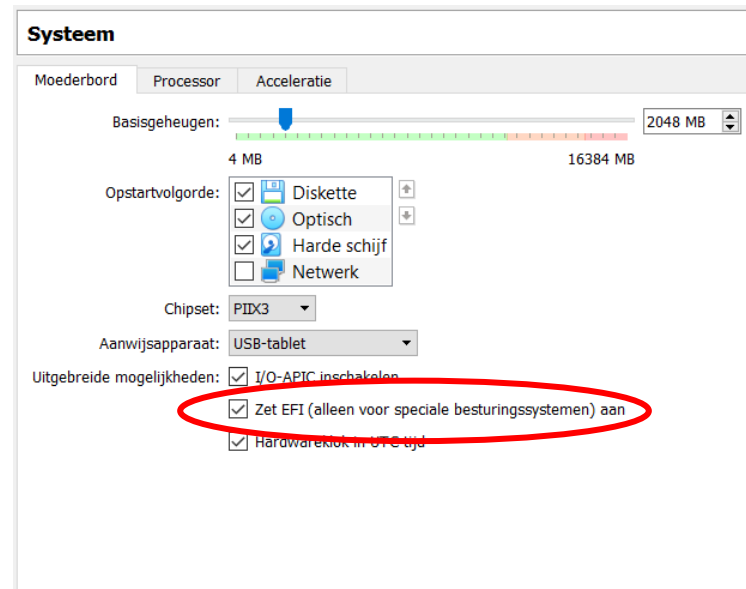 Systeem
Moederbord Processor Acceleratie
Basisgeheugen: 2048 MB
4 MB 16384 MB
Opstartvolgorde: Diskette
Optisch
Harde schijf
Netwerk
Chipset: PIIX3
Aanwijsapparaat: USB-tablet
Uitgebreide mogelijkheden: I/O-APIC inschakelen
Zet EFI (alleen voor speciale besturingssystemen) aan
Hardwareklok in UTC tijd